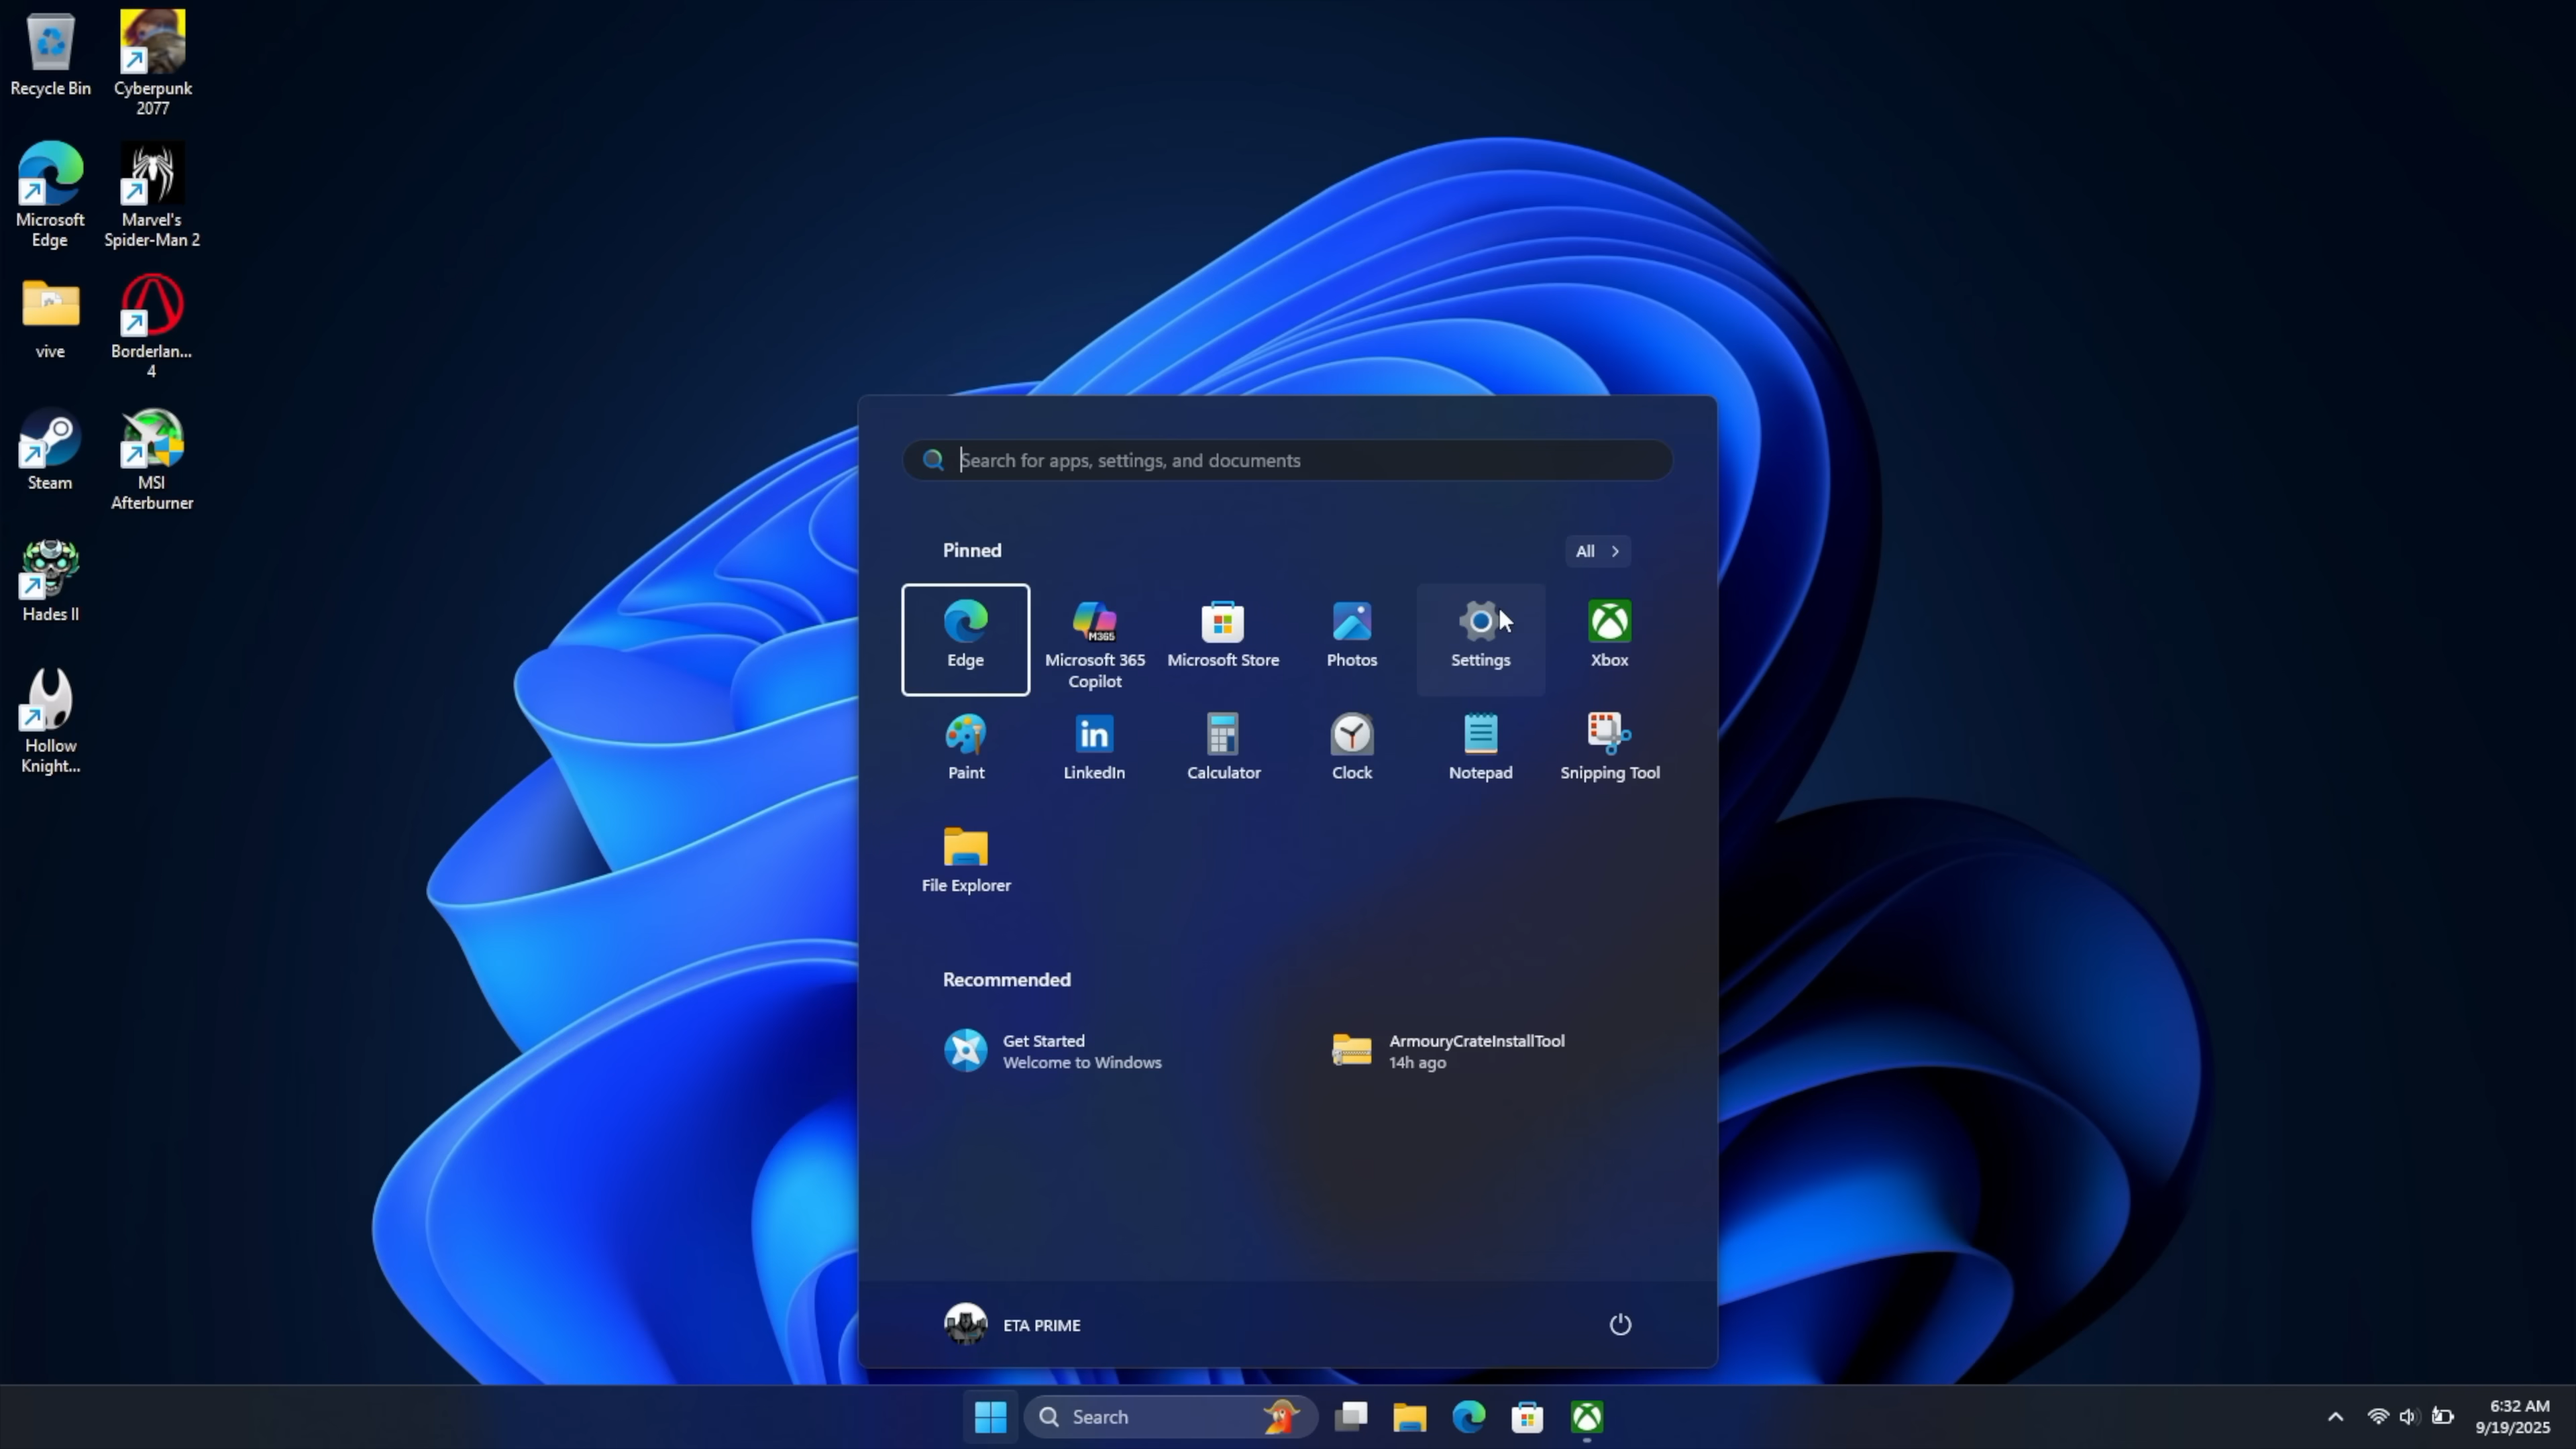 Recycle Bin
Cyberpunk
2077
Microsoft
Edge
Marvel's
Spider-Man 2
vive
Borderlan...
4
Steam
MSI
Afterburner
Hades II
Hollow
Knight...
Search for apps, settings, and documents
Pinned
All
Edge
Microsoft 365
Copilot
M365
Microsoft Store
Photos
Settings
Xbox
Paint
LinkedIn
in
Calculator
Clock
Notepad
Snipping Tool
File Explorer
Recommended
Get Started
Welcome to Windows
ArmouryCrateInstallTool
14h ago
ETA PRIME
Search
6:32 AM
9/19/2025